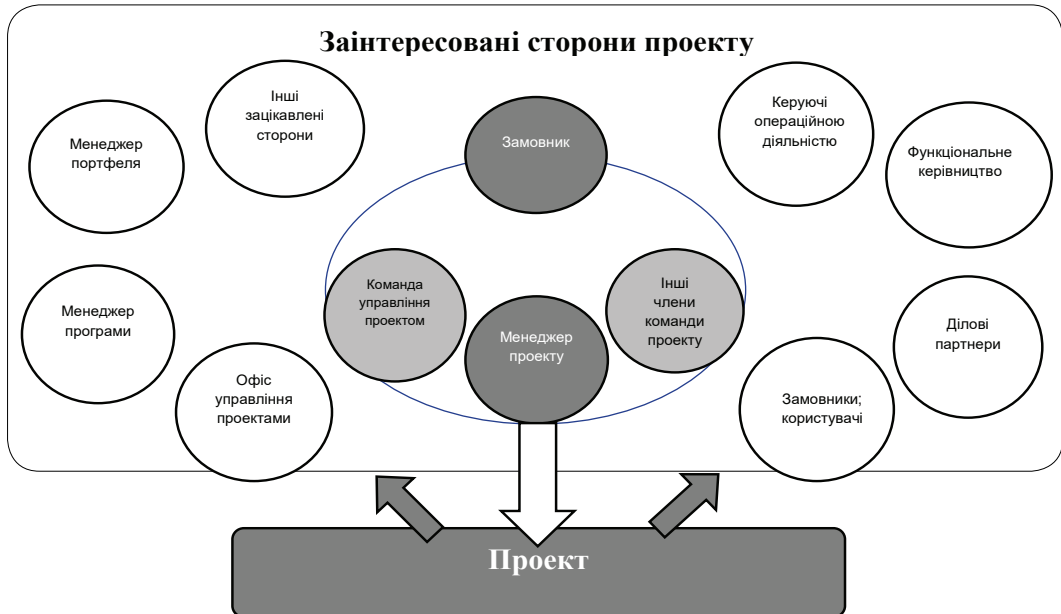 Заінтересовані сторони проекту
Інші
зацікавлені
сторони
Менеджер
портфеля
Замовник
Керуючі
операційною
діяльністю
Функціональне
керівництво
Менеджер
програми
Команда
управління
проектом
Менеджер
проекту
Інші
члени
команди
проекту
Ділові
партнери
Офіс
управління
проектами
Замовники;
користувачі
Проект